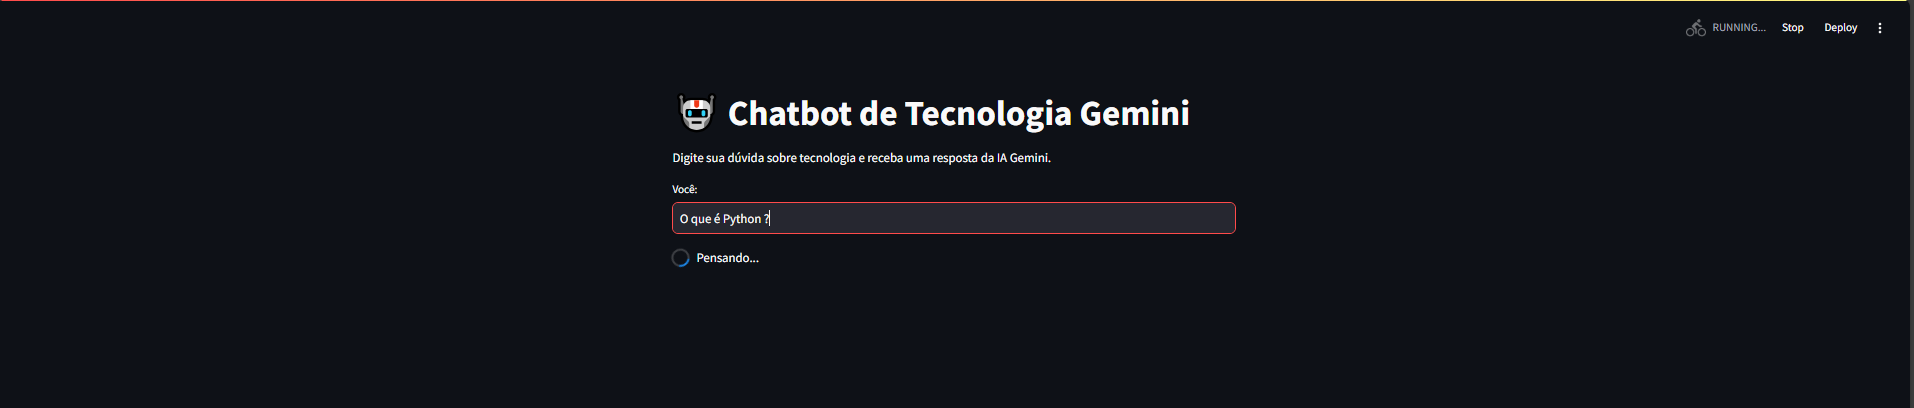 RUNNING... Stop Deploy
Chatbot de Tecnologia Gemini
Digite sua dúvida sobre tecnologia e receba uma resposta da IA Gemini.
Você:
O que é Python ?
Pensando...